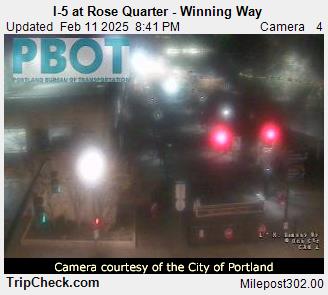 I-5 at Rose Quarter - Winning Way
Updated Feb 11 2025 8:41 PM Camera 4
PBOT
PORTLAND BUREAU OF TRANSPORTATION
Camera courtesy of the City of Portland
TripCheck.com Milepost302.00